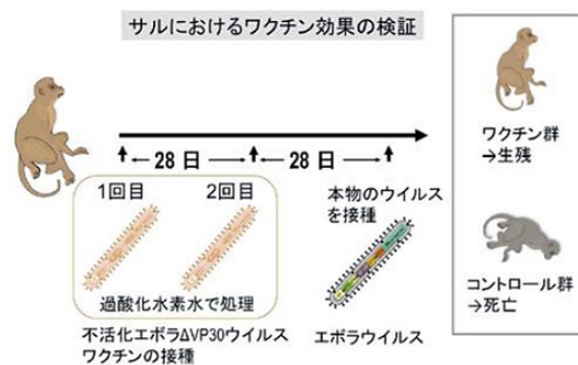 サルにおけるワクチン効果の検証
28 日
28 日
1回目
2回目
過酸化水素水で処理
不活化エボラΔVP30ウイルス
ワクチンの接種
本物のウイルス
を接種
エボラウイルス
ワクチン群
→生残
コントロール群
→死亡